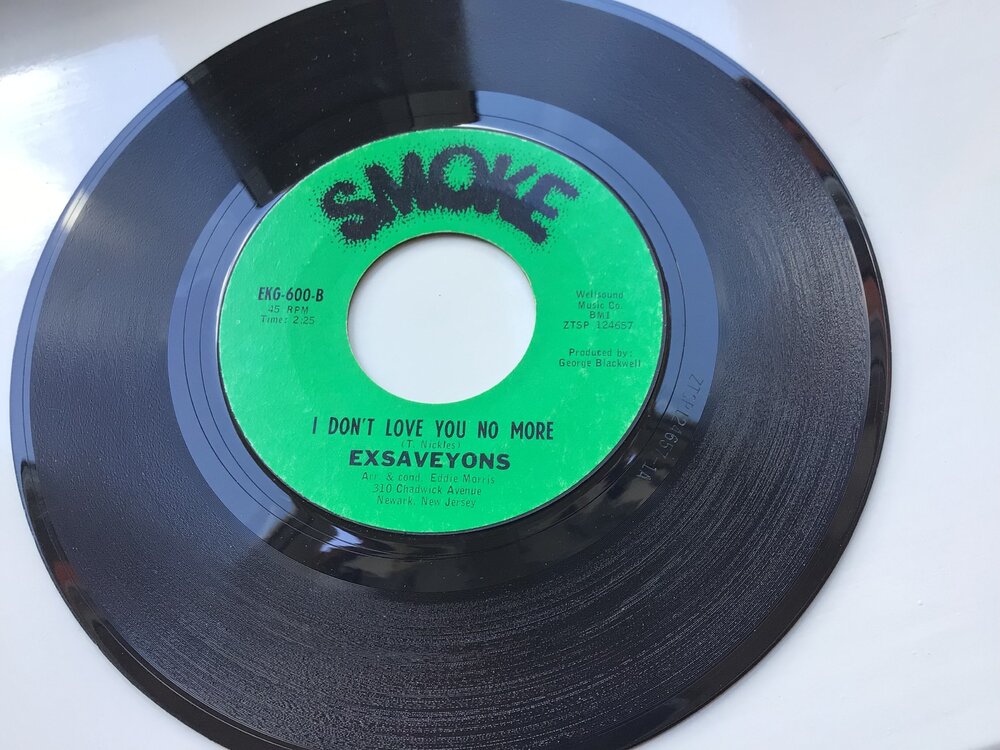 SMOKE
EKG-600-B
45 RPM
Time: 2.25
Wellsound
Music Co.
BMI
ZTSP 124657
Produced by:
George Blackwell
I DON'T LOVE YOU NO MORE
(T. Nickles)
EXSAVEYONS
Arr. & cond. Eddie Morris
310 Chadwick Avenue
Newark, New Jersey